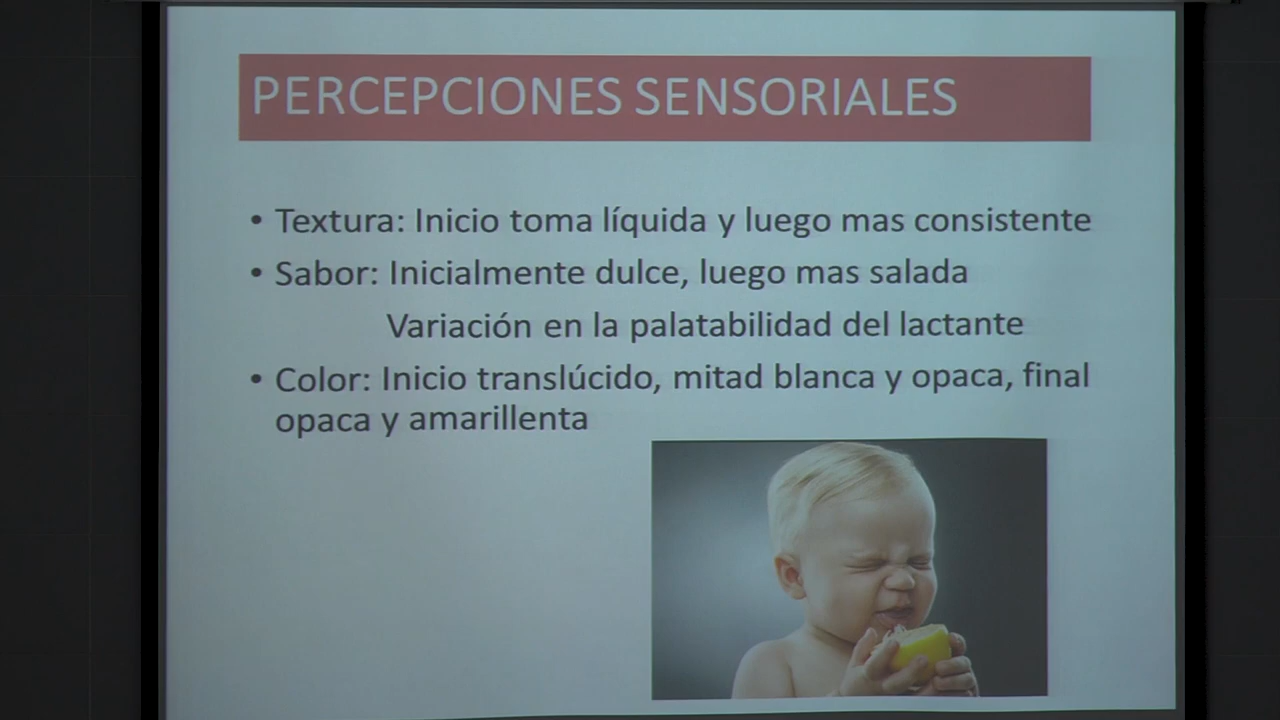 PERCEPCIONES SENSORIALES
• Textura: Inicio toma líquida y luego mas consistente
• Sabor: Inicialmente dulce, luego mas salada
Variación en la palatabilidad del lactante
• Color: Inicio translúcido, mitad blanca y opaca, final
opaca y amarillenta